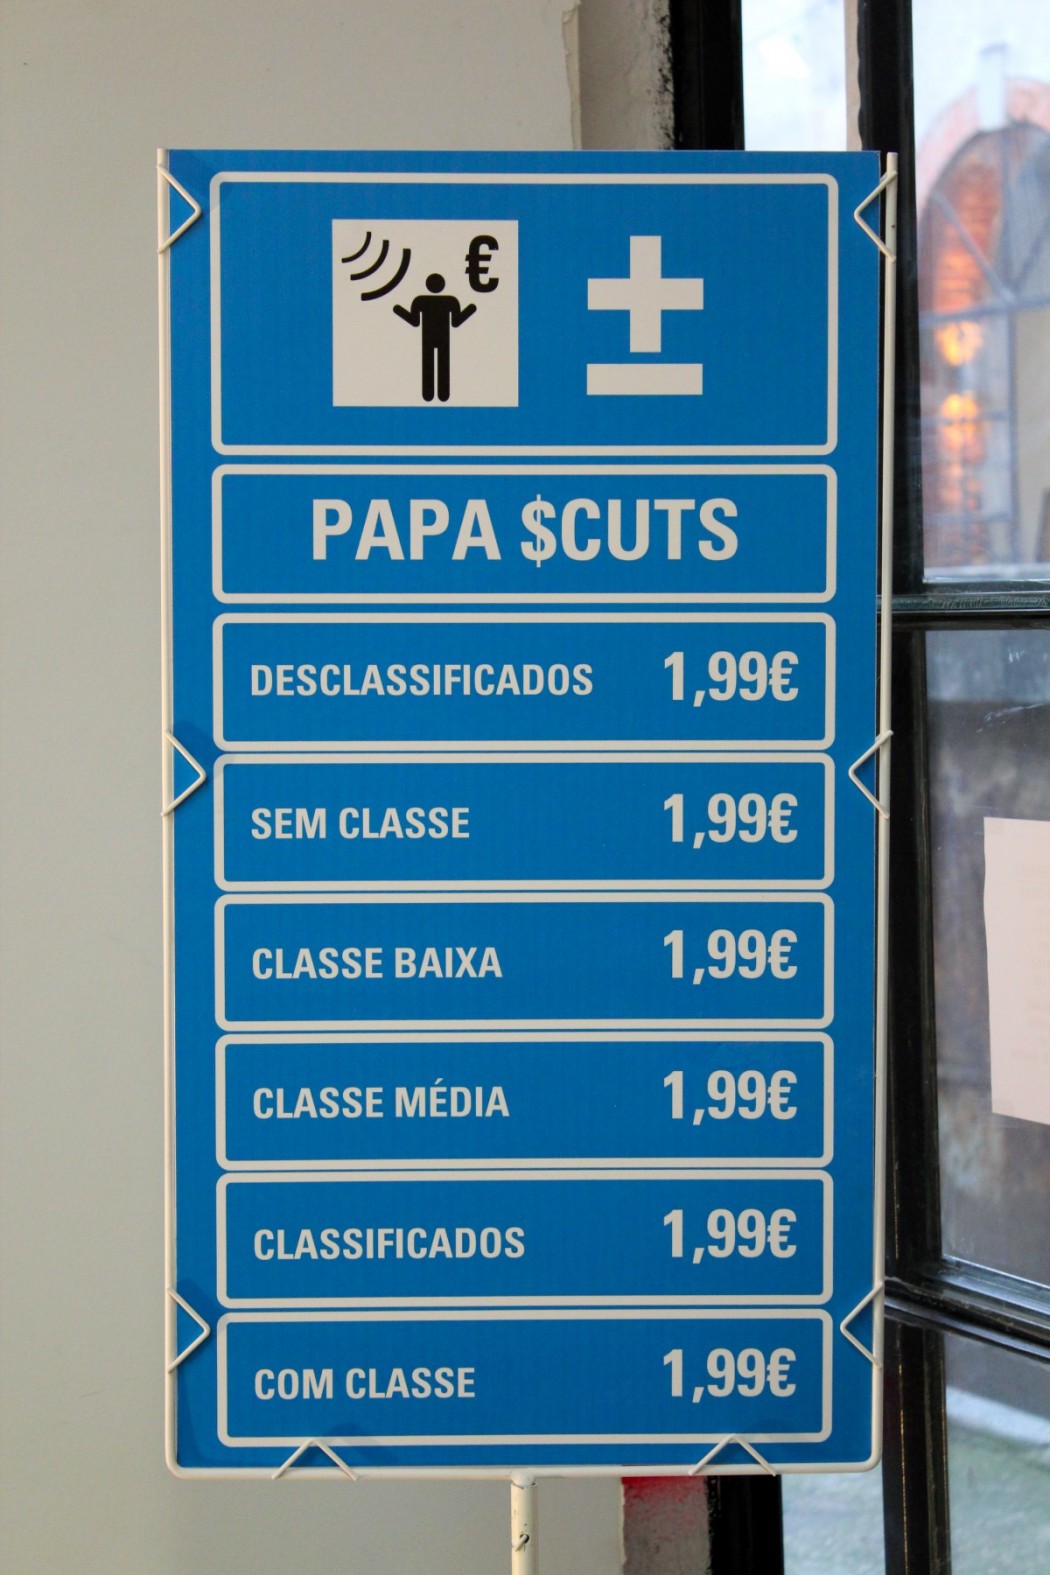 € ±
PAPA $CUTS
DESCLASSIFICADOS 1,99€
SEM CLASSE 1,99€
CLASSE BAIXA 1,99€
CLASSE MÉDIA 1,99€
CLASSIFICADOS 1,99€
COM CLASSE 1,99€